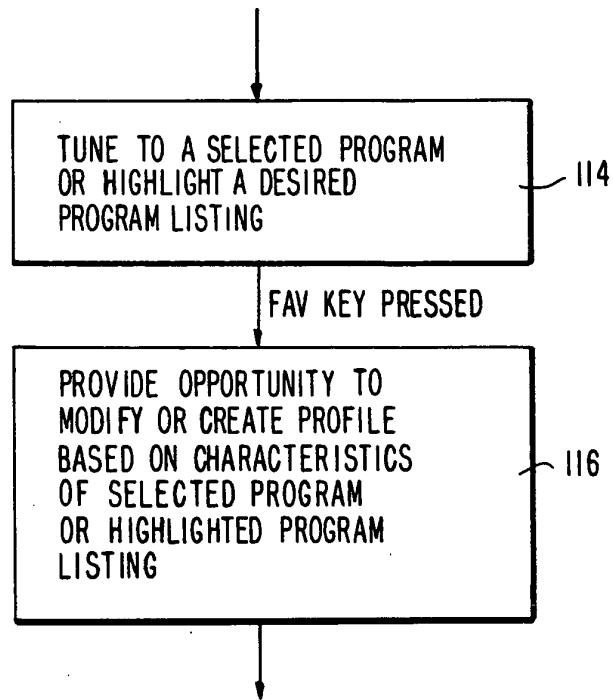 TUNE TO A SELECTED PROGRAM
OR HIGHLIGHT A DESIRED
PROGRAM LISTING
114
FAV KEY PRESSED
PROVIDE OPPORTUNITY TO
MODIFY OR CREATE PROFILE
BASED ON CHARACTERISTICS
OF SELECTED PROGRAM
OR HIGHLIGHTED PROGRAM
LISTING
116